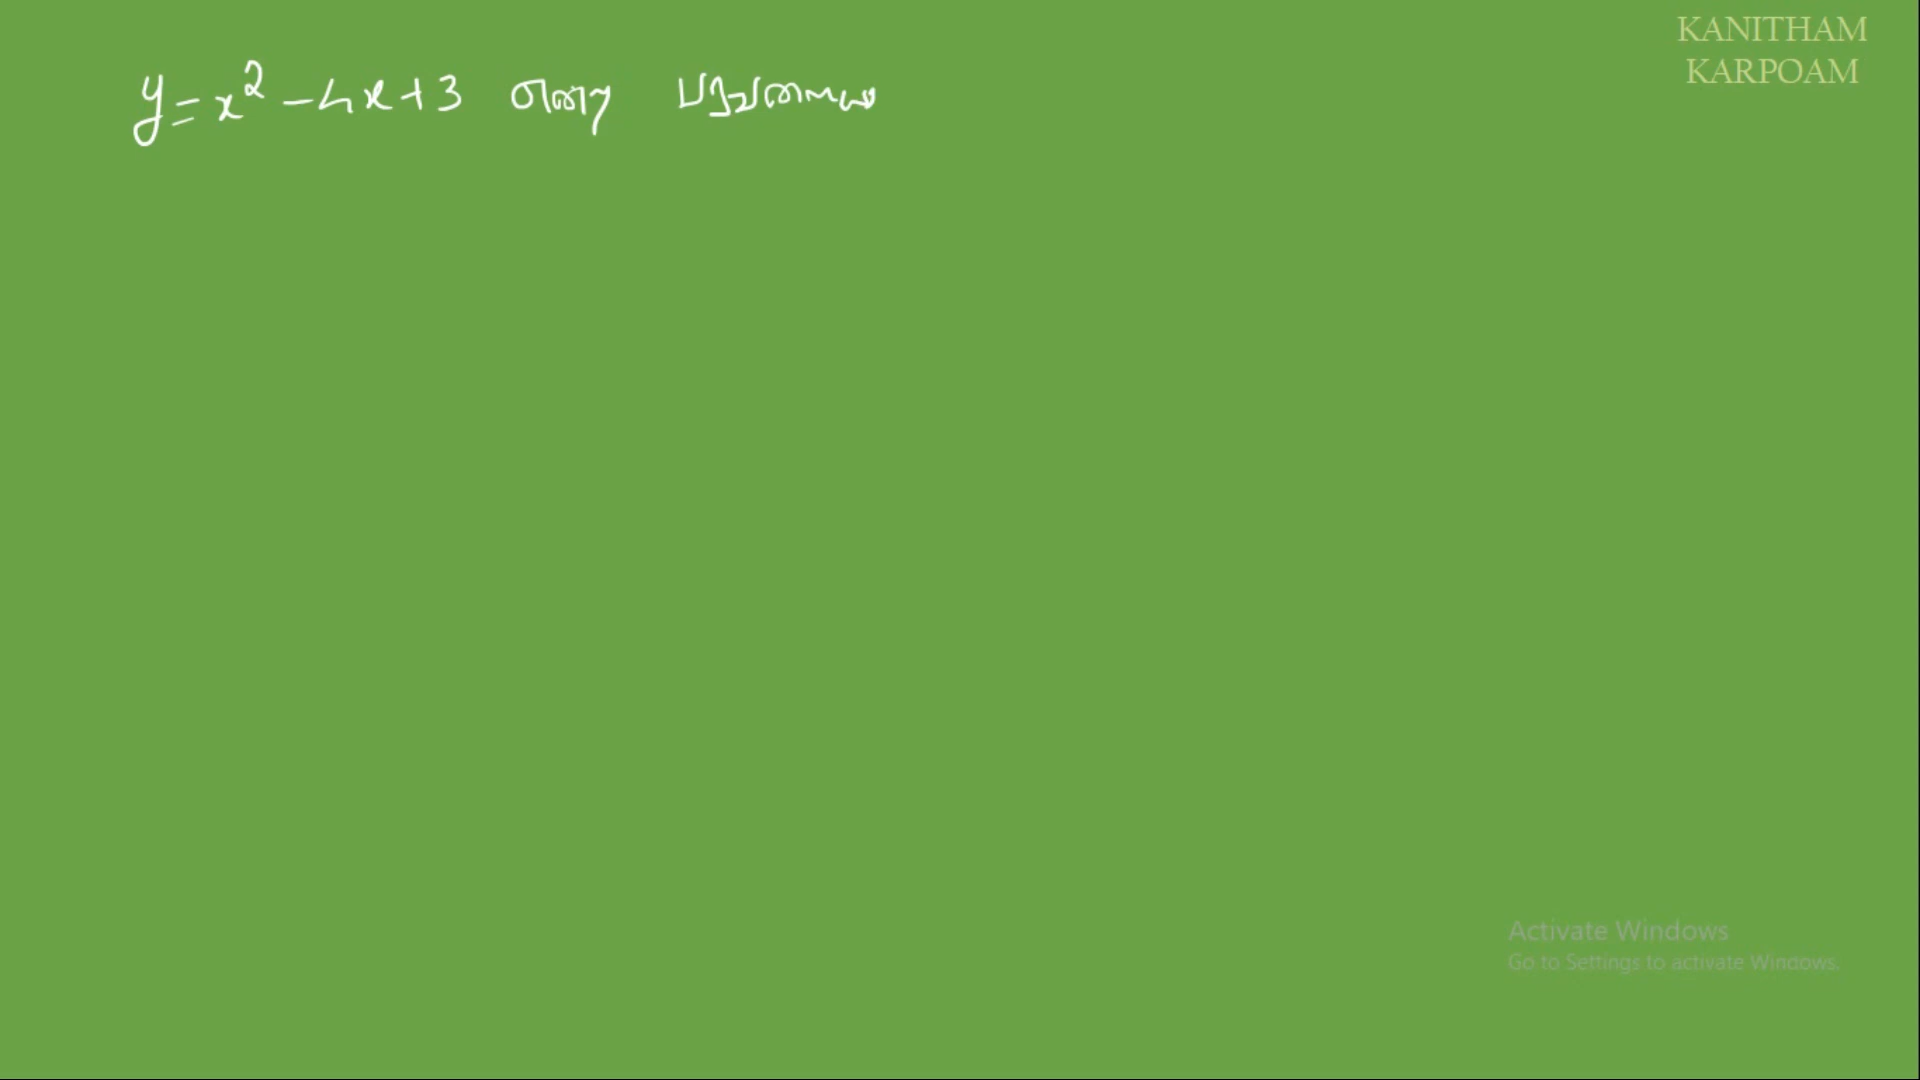 KANITHAM
KARPOAM
y = x² - 4x + 3 என்ற பரவளையம்
Activate Windows
Go to Settings to activate Windows.